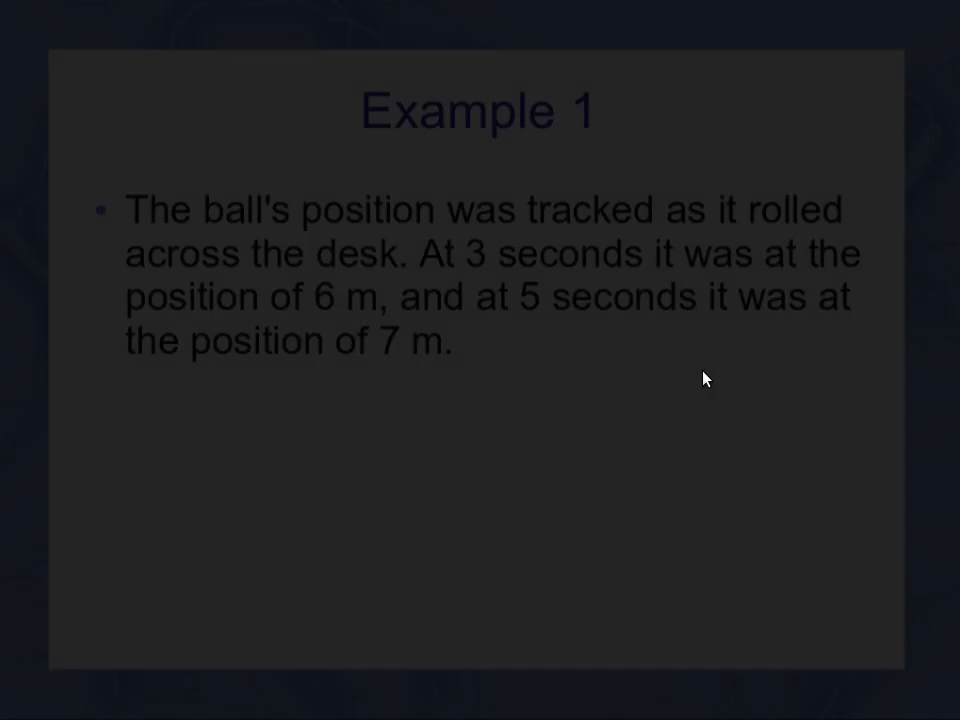 Example 1
• The ball's position was tracked as it rolled
across the desk. At 3 seconds it was at the
position of 6 m, and at 5 seconds it was at
the position of 7 m.